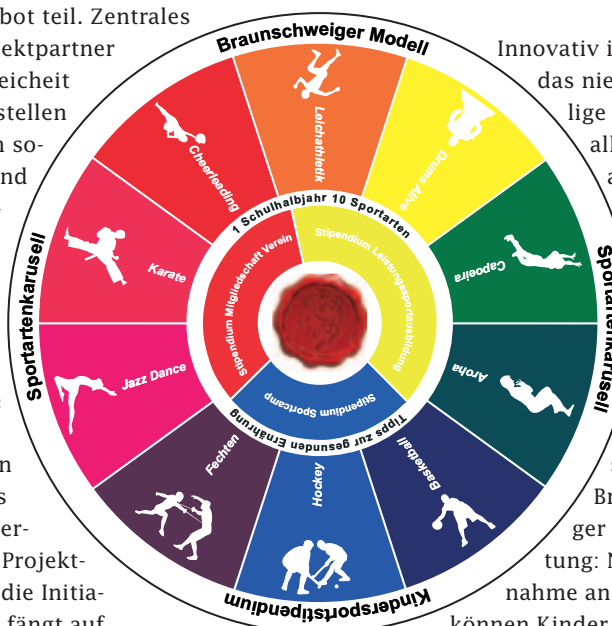 bot teil. Zentrales
ektpartner
eicheit
stellen
n so-
nd
n
s
er-
Projekt-
die Initia-
fängt auf
Braunschweiger Modell
Sportartenkarusell
Sportartenkarusell
Kindersportstipendium
Leichathletik
Drums Alive
Capoeira
Aroha
Basketball
Hockey
Fechten
Jazz Dance
Karate
Cheerleading
1 Schulhalbjahr 10 Sportarten
Tipps zur gesunden Ernährung
Stipendium Mitgliedschaft Verein
Stipendium Leistungssportausbildung
Stipendium Sportcamp
Innovativ i
das nie
lige
all
a
s
Br
ger
tung: N
nahme an
können Kinder